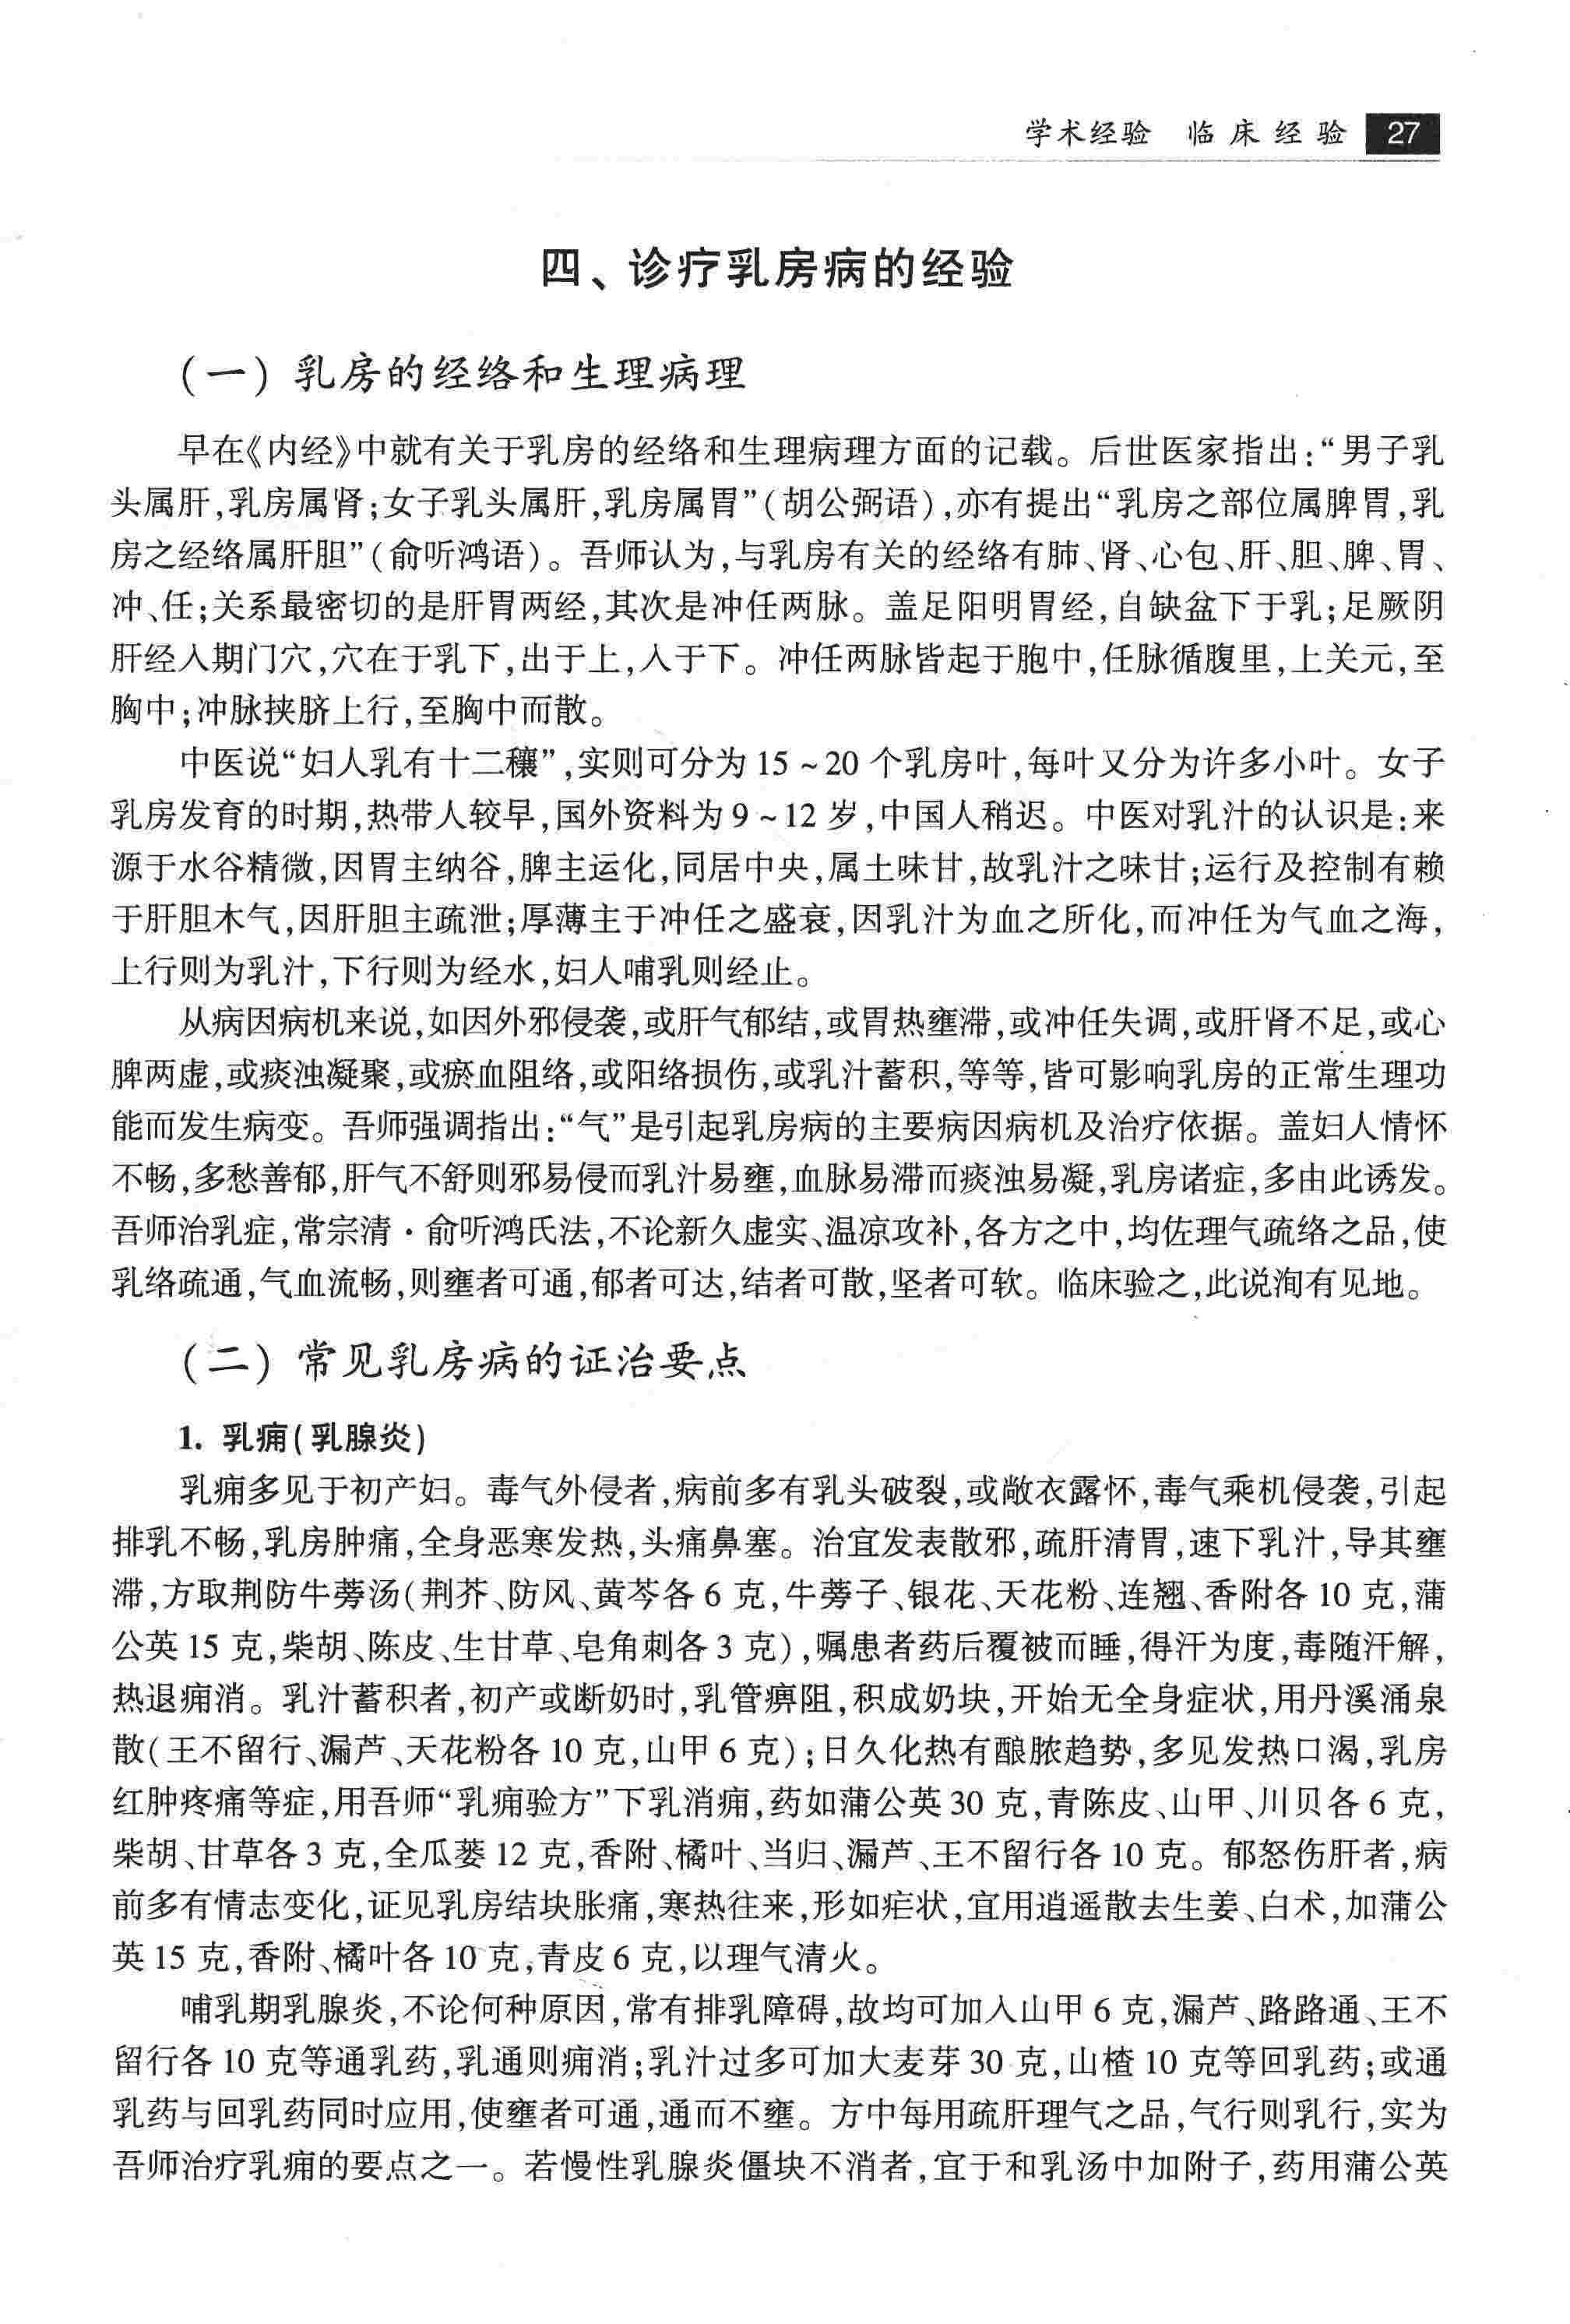 学术经验 临床经验 27
四、诊疗乳房病的经验
(一) 乳房的经络和生理病理
早在《内经》中就有关于乳房的经络和生理病理方面的记载。后世医家指出:“男子乳
头属肝,乳房属肾;女子乳头属肝,乳房属胃”(胡公弼语),亦有提出“乳房之部位属脾胃,乳
房之经络属肝胆”(俞听鸿语)。吾师认为,与乳房有关的经络有肺、肾、心包、肝、胆、脾、胃、
冲、任;关系最密切的是肝胃两经,其次是冲任两脉。盖足阳明胃经,自缺盆下于乳;足厥阴
肝经入期门穴,穴在于乳下,出于上,入于下。冲任两脉皆起于胞中,任脉循腹里,上关元,至
胸中;冲脉挟脐上行,至胸中而散。
中医说“妇人乳有十二穰”,实则可分为 15 ~ 20 个乳房叶,每叶又分为许多小叶。女子
乳房发育的时期,热带人较早,国外资料为 9 ~ 12 岁,中国人稍迟。中医对乳汁的认识是:来
源于水谷精微,因胃主纳谷,脾主运化,同居中央,属土味甘,故乳汁之味甘;运行及控制有赖
于肝胆木气,因肝胆主疏泄;厚薄主于冲任之盛衰,因乳汁为血之所化,而冲任为气血之海,
上行则为乳汁,下行则为经水,妇人哺乳则经止。
从病因病机来说,如因外邪侵袭,或肝气郁结,或胃热壅滞,或冲任失调,或肝肾不足,或心
脾两虚,或痰浊凝聚,或瘀血阻络,或阳络损伤,或乳汁蓄积,等等,皆可影响乳房的正常生理功
能而发生病变。吾师强调指出:“气”是引起乳房病的主要病因病机及治疗依据。盖妇人情怀
不畅,多愁善郁,肝气不舒则邪易侵而乳汁易壅,血脉易滞而痰浊易凝,乳房诸症,多由此诱发。
吾师治乳症,常宗清·俞听鸿氏法,不论新久虚实、温凉攻补,各方之中,均佐理气疏络之品,使
乳络疏通,气血流畅,则壅者可通,郁者可达,结者可散,坚者可软。临床验之,此说洵有见地。
(二) 常见乳房病的证治要点
1. 乳痈(乳腺炎)
乳痈多见于初产妇。毒气外侵者,病前多有乳头破裂,或敞衣露怀,毒气乘机侵袭,引起
排乳不畅,乳房肿痛,全身恶寒发热,头痛鼻塞。治宜发表散邪,疏肝清胃,速下乳汁,导其壅
滞,方取荆防牛蒡汤(荆芥、防风、黄芩各 6 克,牛蒡子、银花、天花粉、连翘、香附各 10 克,蒲
公英 15 克,柴胡、陈皮、生甘草、皂角刺各 3 克),嘱患者药后覆被而睡,得汗为度,毒随汗解,
热退痈消。乳汁蓄积者,初产或断奶时,乳管痹阻,积成奶块,开始无全身症状,用丹溪涌泉
散(王不留行、漏芦、天花粉各 10 克,山甲 6 克);日久化热有酿脓趋势,多见发热口渴,乳房
红肿疼痛等症,用吾师“乳痈验方”下乳消痈,药如蒲公英 30 克,青陈皮、山甲、川贝各 6 克,
柴胡、甘草各 3 克,全瓜蒌 12 克,香附、橘叶、当归、漏芦、王不留行各 10 克。郁怒伤肝者,病
前多有情志变化,证见乳房结块胀痛,寒热往来,形如疟状,宜用逍遥散去生姜、白术,加蒲公
英 15 克,香附、橘叶各 10 克,青皮 6 克,以理气清火。
哺乳期乳腺炎,不论何种原因,常有排乳障碍,故均可加入山甲 6 克,漏芦、路路通、王不
留行各 10 克等通乳药,乳通则痈消;乳汁过多可加大麦芽 30 克,山楂 10 克等回乳药;或通
乳药与回乳药同时应用,使壅者可通,通而不壅。方中每用疏肝理气之品,气行则乳行,实为
吾师治疗乳痈的要点之一。若慢性乳腺炎僵块不消者,宜于和乳汤中加附子,药用蒲公英